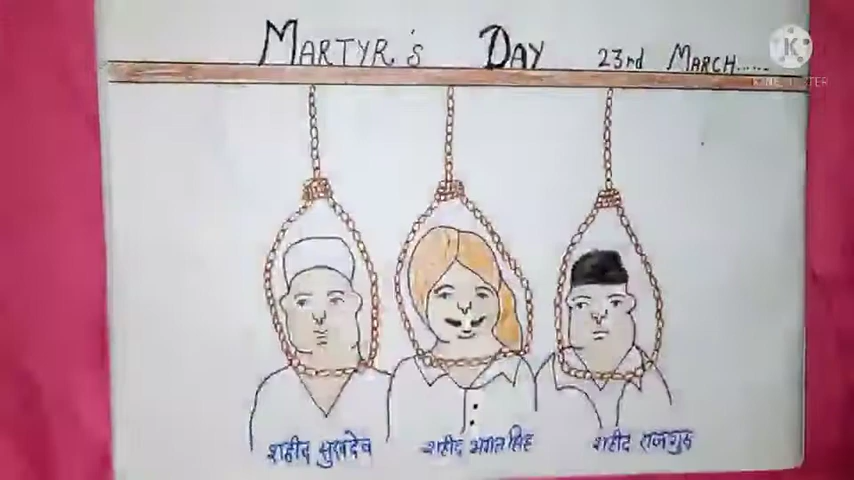 MARTYR's DAY 23rd MARCH......
शहीद सुखदेव शहीद भगत सिंह शहीद राजगुरु